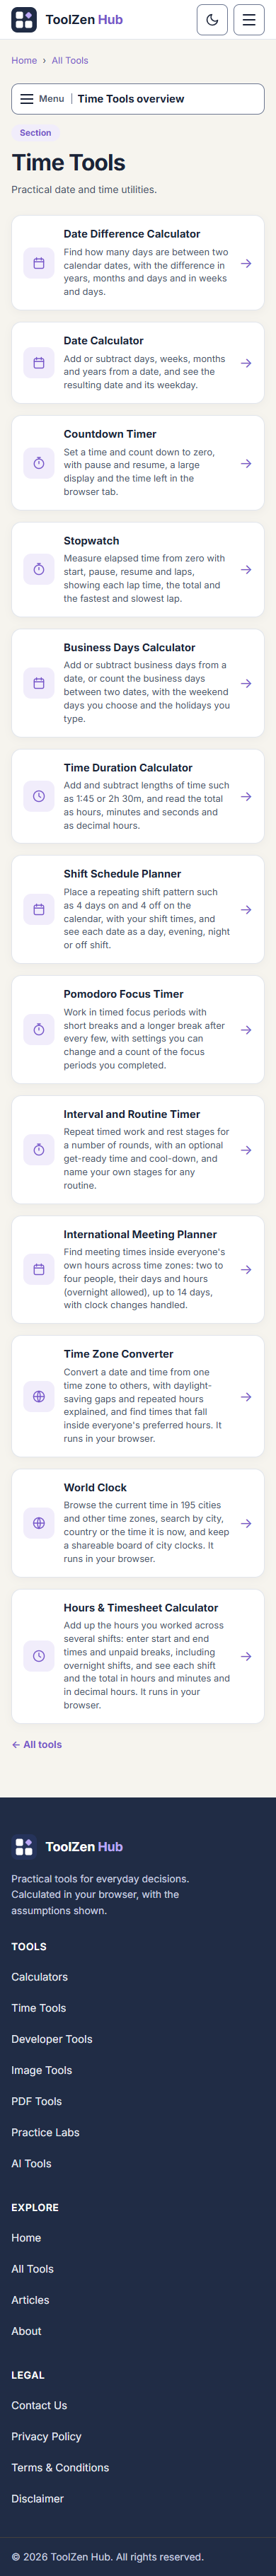 ToolZen Hub
Home › All Tools
Menu | Time Tools overview
Section
Time Tools
Practical date and time utilities.
Date Difference Calculator
Find how many days are between two
calendar dates, with the difference in
years, months and days and in weeks
and days.
Date Calculator
Add or subtract days, weeks, months
and years from a date, and see the
resulting date and its weekday.
Countdown Timer
Set a time and count down to zero,
with pause and resume, a large
display and the time left in the
browser tab.
Stopwatch
Measure elapsed time from zero with
start, pause, resume and laps,
showing each lap time, the total and
the fastest and slowest lap.
Business Days Calculator
Add or subtract business days from a
date, or count the business days
between two dates, with the weekend
days you choose and the holidays you
type.
Time Duration Calculator
Add and subtract lengths of time such
as 1:45 or 2h 30m, and read the total
as hours, minutes and seconds and
as decimal hours.
Shift Schedule Planner
Place a repeating shift pattern such
as 4 days on and 4 off on the
calendar, with your shift times, and
see each date as a day, evening, night
or off shift.
Pomodoro Focus Timer
Work in timed focus periods with
short breaks and a longer break after
every few, with settings you can
change and a count of the focus
periods you completed.
Interval and Routine Timer
Repeat timed work and rest stages for
a number of rounds, with an optional
get-ready time and cool-down, and
name your own stages for any
routine.
International Meeting Planner
Find meeting times inside everyone's
own hours across time zones: two to
four people, their days and hours
(overnight allowed), up to 14 days,
with clock changes handled.
Time Zone Converter
Convert a date and time from one
time zone to others, with daylight-
saving gaps and repeated hours
explained, and find times that fall
inside everyone's preferred hours. It
runs in your browser.
World Clock
Browse the current time in 195 cities
and other time zones, search by city,
country or the time it is now, and keep
a shareable board of city clocks. It
runs in your browser.
Hours & Timesheet Calculator
Add up the hours you worked across
several shifts: enter start and end
times and unpaid breaks, including
overnight shifts, and see each shift
and the total in hours and minutes and
in decimal hours. It runs in your
browser.
← All tools
ToolZen Hub
Practical tools for everyday decisions.
Calculated in your browser, with the
assumptions shown.
TOOLS
Calculators
Time Tools
Developer Tools
Image Tools
PDF Tools
Practice Labs
AI Tools
EXPLORE
Home
All Tools
Articles
About
LEGAL
Contact Us
Privacy Policy
Terms & Conditions
Disclaimer
© 2026 ToolZen Hub. All rights reserved.